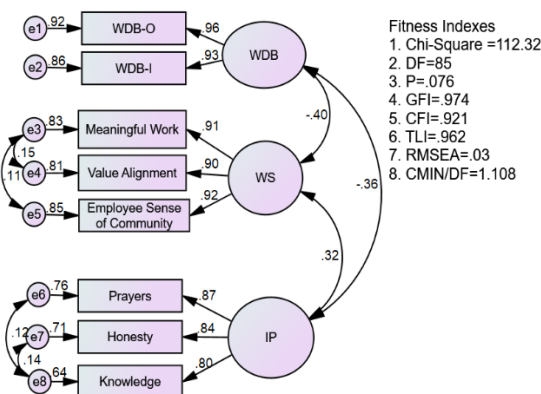 Fitness Indexes
1. Chi-Square =112.32
2. DF=85
3. P=.076
4. GFI=.974
5. CFI=.921
6. TLI=.962
7. RMSEA=.03
8. CMIN/DF=1.108
e1 .92 WDB-O .96
WDB
e2 .86 WDB-I .93
-.40
e3 .83 Meaningful Work .91
.15
e4 .81 Value Alignment .90
WS
.11
e5 .85 Employee Sense
of Community .92
-.36
.32
e6 .76 Prayers .87
.12
e7 .71 Honesty .84
IP
.14
e8 .64 Knowledge .80